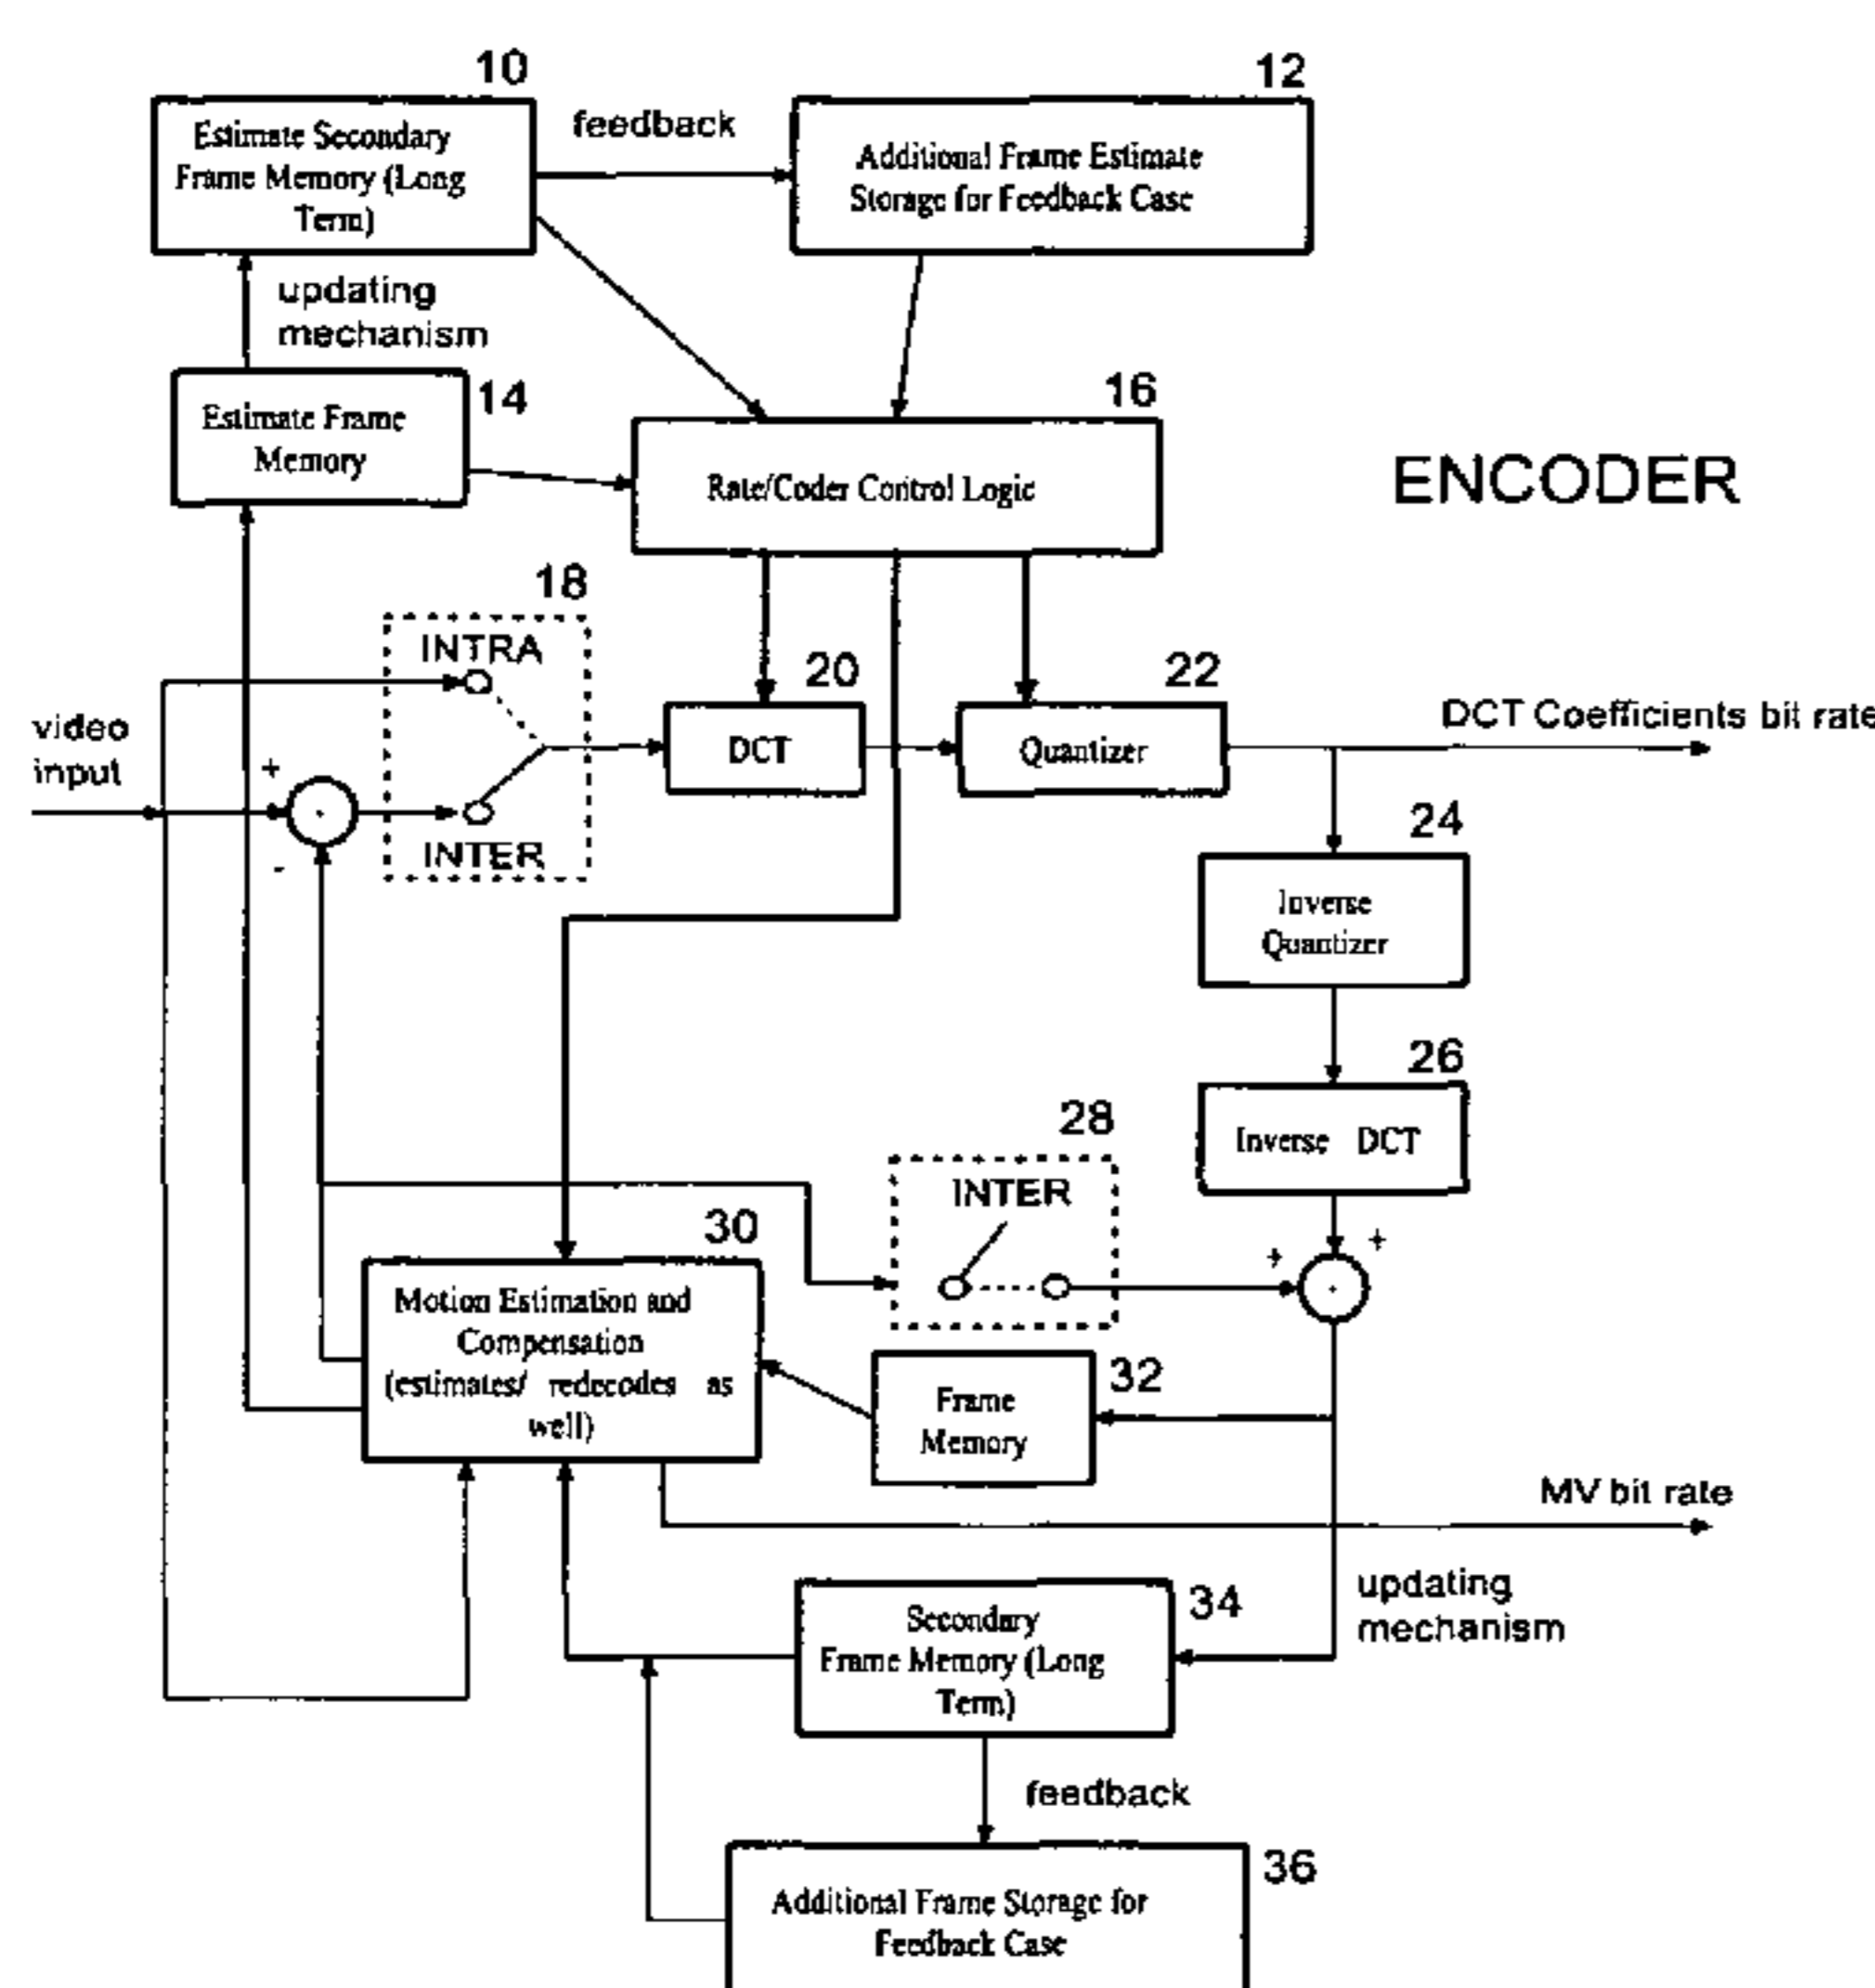 10
12
Estimate Secondary
Frame Memory (Long
Term)
feedback
Additional Frame Estimate
Storage for Feedback Case
updating
mechanism
14
Estimate Frame
Memory
16
Rate/Coder Control Logic
ENCODER
18
INTRA
INTER
video
input
+
-
20
DCT
22
Quantizer
DCT Coefficients bit rate
24
Inverse
Quantizer
26
Inverse DCT
28
INTER
+
+
30
Motion Estimation and
Compensation
(estimates/ redecodes as
well)
32
Frame
Memory
MV bit rate
34
Secondary
Frame Memory (Long
Term)
updating
mechanism
feedback
36
Additional Frame Storage for
Feedback Case